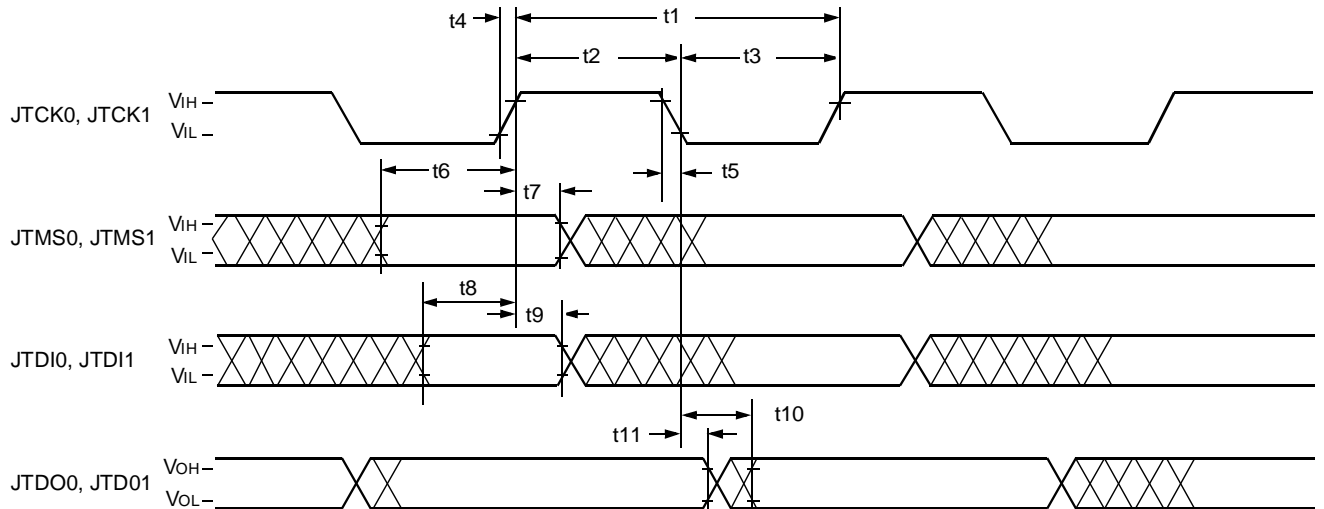 t4
t1
t2
t3
JTCK0, JTCK1
VIH
VIL
t6
t7
t5
JTMS0, JTMS1
VIH
VIL
t8
t9
JTDI0, JTDI1
VIH
VIL
t10
t11
JTDO0, JTD01
VOH
VOL